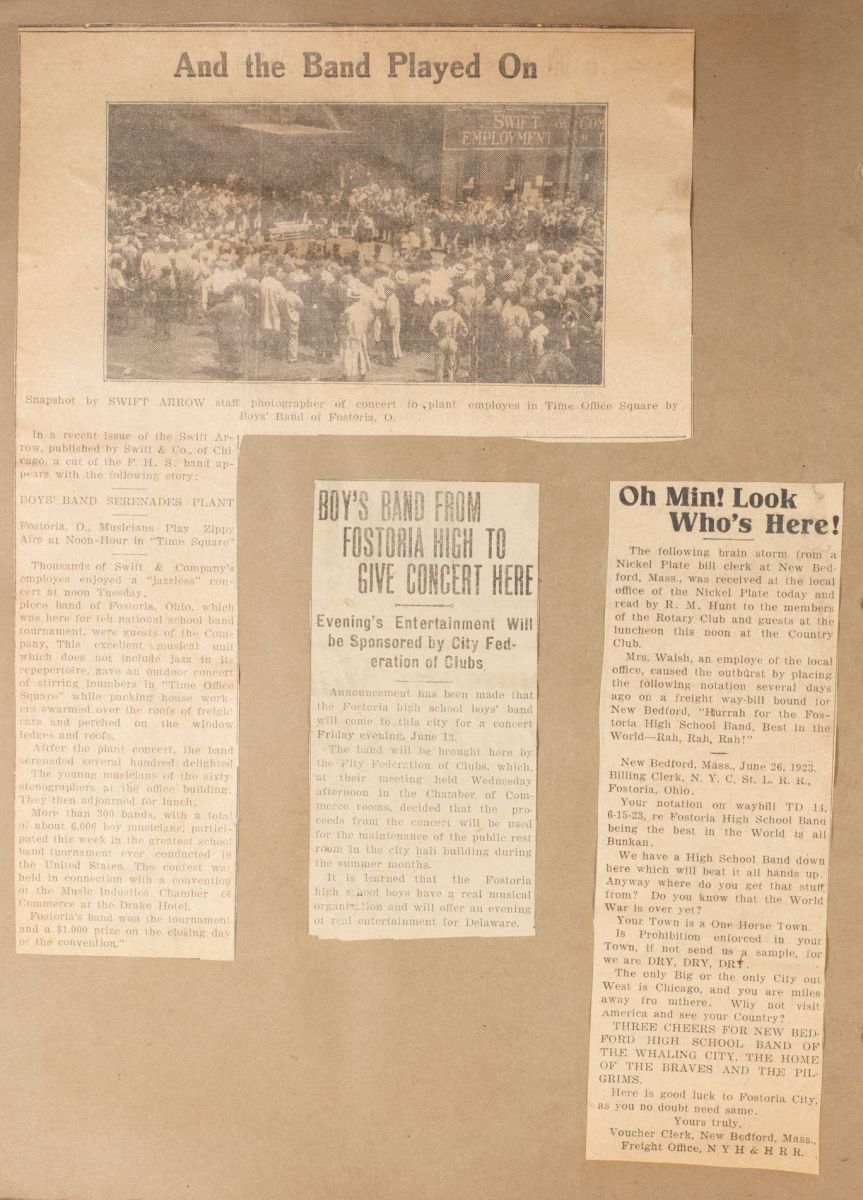 And the Band Played On
SWIFT
EMPLOYMENT
Snapshot by SWIFT ARROW staff photographer of concert to plant employes in Time Office Square by
Boys' Band of Fostoria, O.
In a recent issue of the Swift Ar-
row, published by Swift & Co., of Chi-
cago, a cut of the F. H. S. band ap-
pears with the following story:
BOYS' BAND SERENADES PLANT
Fostoria, O., Musicians Play Zippy
Airs at Noon-Hour in "Time Square"
Thousands of Swift & Company's
employes enjoyed a "jazzless" con-
cert at noon Tuesday.
piece band of Fostoria, Ohio, which
was here for teh national school band
tournament, were guests of the Com-
pany. This excellent musical unit
which does not include jazz in its
repepertoire, gave an outdoor concert
of stirring inumbers in "Time Office
Square" while packing house work-
ers swarmed over the roofs of freight
cars and perched on the window
ledges and roofs.
Aftfer the plant concert, the band
serenaded several hundred delighted
The younug musicians of the sixty-
stenographers at the office building.
They then adjourned for lunch.
More than 200 bands, with a total
of about 6,000 boy musicians, partici-
pated this week in the greatest school
band tuornament ever conducted in
the United States. The contest was
held in connection with a convention
of the Music Industies Chamber of
Commerce at the Drake Hotel.
Fostoria's band won the tournament
and a $1,000 prize on the closing day
of the convention."
BOY'S BAND FROM
FOSTORIA HIGH TO
GIVE CONCERT HERE
Evening's Entertainment Will
be Sponsored by City Fed-
eration of Clubs
Announcement has been made that
the Fostoria high school boys' band
will come to this city for a concert
Friday evening, June 13.
The band will be brought here by
the City Federation of Clubs, which,
at their meeting held Wednesday
afternoon in the Chamber of Com-
merce rooms, decided that the pro-
ceeds from the concert will be used
for the maintenance of the public rest
room in the city hall building during
the summer months.
It is learned that the Fostoria
high school boys have a real musical
organization and will offer an evening
of real entertainment for Delaware.
Oh Min! Look
Who's Here!
The following brain storm from a
Nickel Plate bill clerk at New Bed-
ford, Mass., was received at the local
office of the Nickel Plate today and
read by R. M. Hunt to the members
of the Rotary Club and guests at the
luncheon this noon at the Country
Club.
Mrs. Walsh, an employe of the local
office, caused the outburst by placing
the following notation several days
ago on a freight way-bill bound for
New Bedford, "Hurrah for the Fos-
toria High School Band, Best in the
World—Rah, Rah, Rah!"
New Bedford, Mass., June 26, 1923.
Billing Clerk, N. Y. C. St. L. R. R.,
Fostoria, Ohio.
Your notation on waybill TD 14,
6-15-23, re Fostoria High School Band
being the best in the World is all
Bunkan.
We have a High School Band down
here which will beat it all hands up.
Anyway where do you get that stuff
from? Do you know that the World
War is over yet?
Your Town is a One Horse Town.
Is Prohibition enforced in your
Town, if not send us a sample, for
we are DRY, DRY, DRY.
The only Big or the only City out
West is Chicago, and you are miles
away fro mthere. Why not visit
America and see your Country?
THREE CHEERS FOR NEW BED-
FORD HIGH SCHOOL BAND OF
THE WHALING CITY, THE HOME
OF THE BRAVES AND THE PIL-
GRIMS.
Here is good luck to Fostoria City,
as you no doubt need same.
Yours truly,
Voucher Clerk, New Bedford, Mass.,
Freight Office, N Y H & H R R.